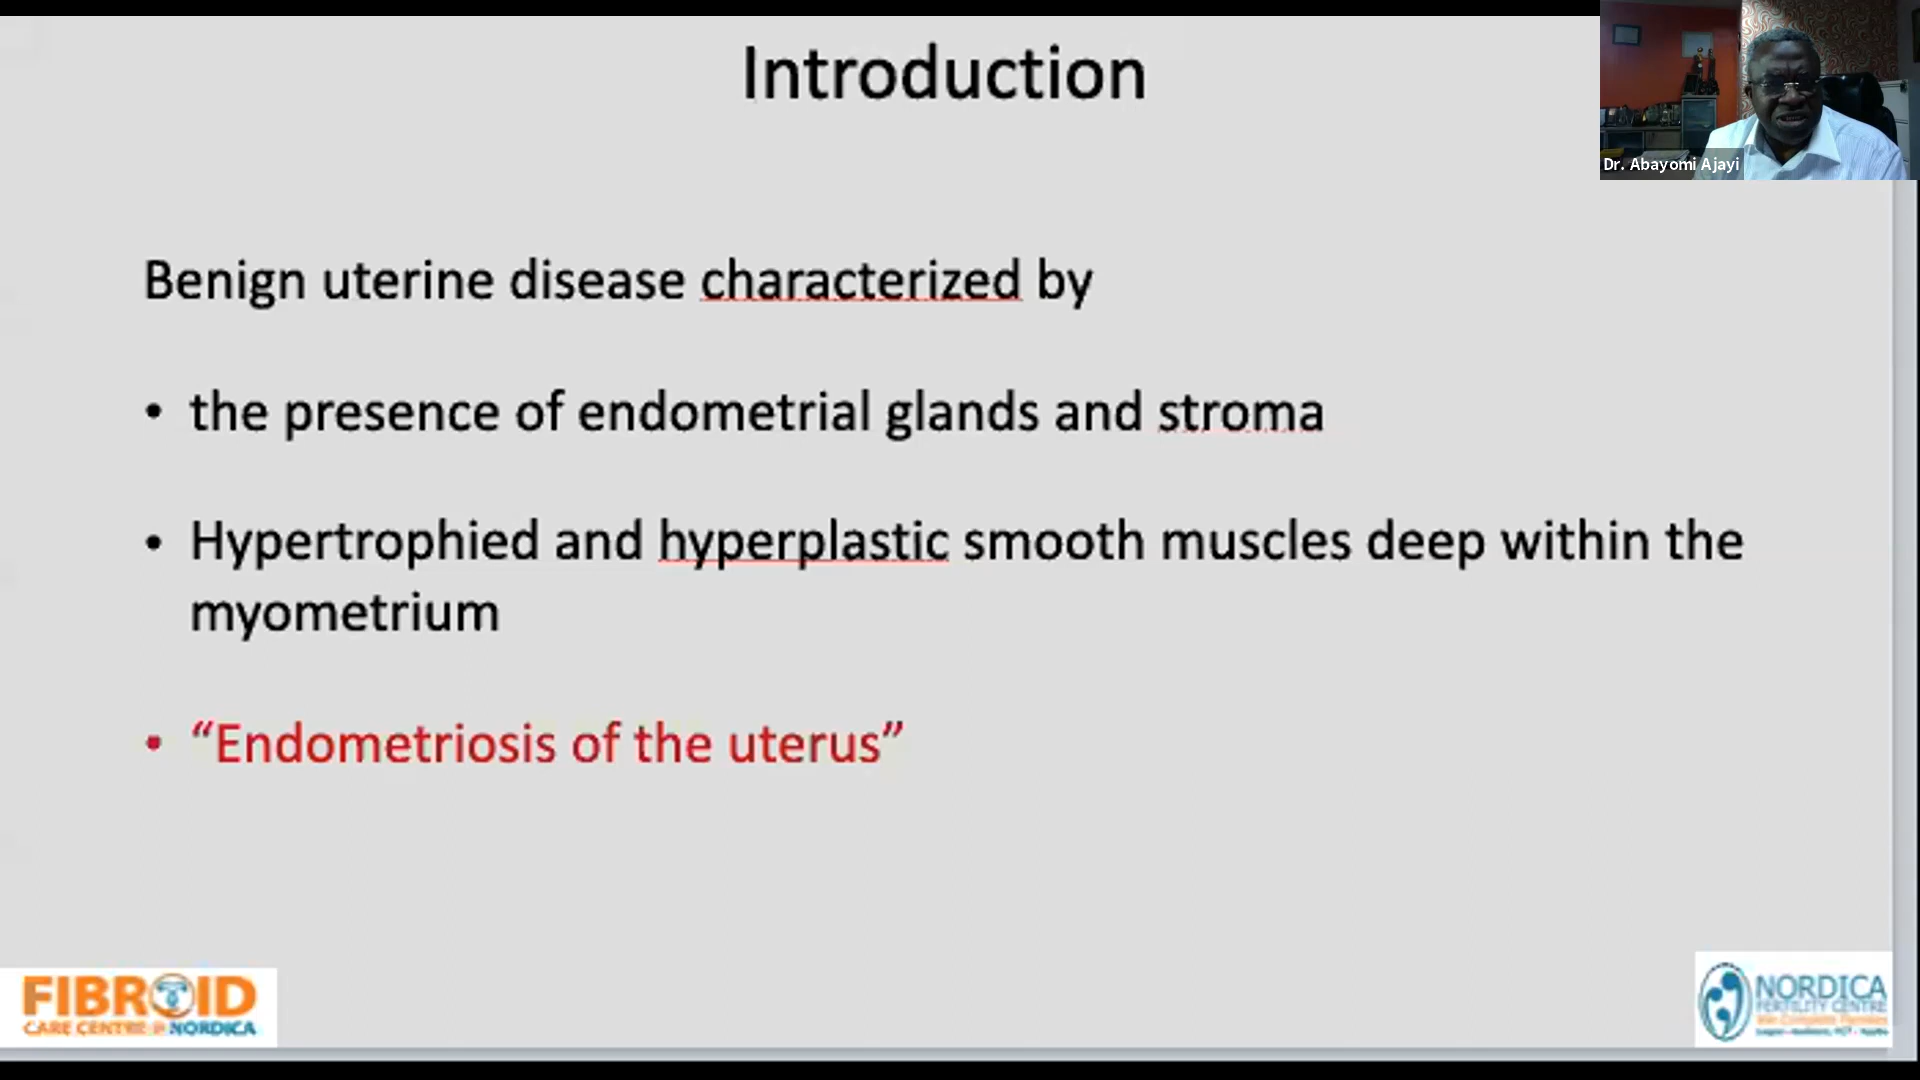 Introduction
Dr. Abayomi Ajayi
Benign uterine disease characterized by
• the presence of endometrial glands and stroma
• Hypertrophied and hyperplastic smooth muscles deep within the
myometrium
• “Endometriosis of the uterus”
FIBROID
CARE CENTRE @ NORDICA
NORDICA
FERTILITY CENTRE